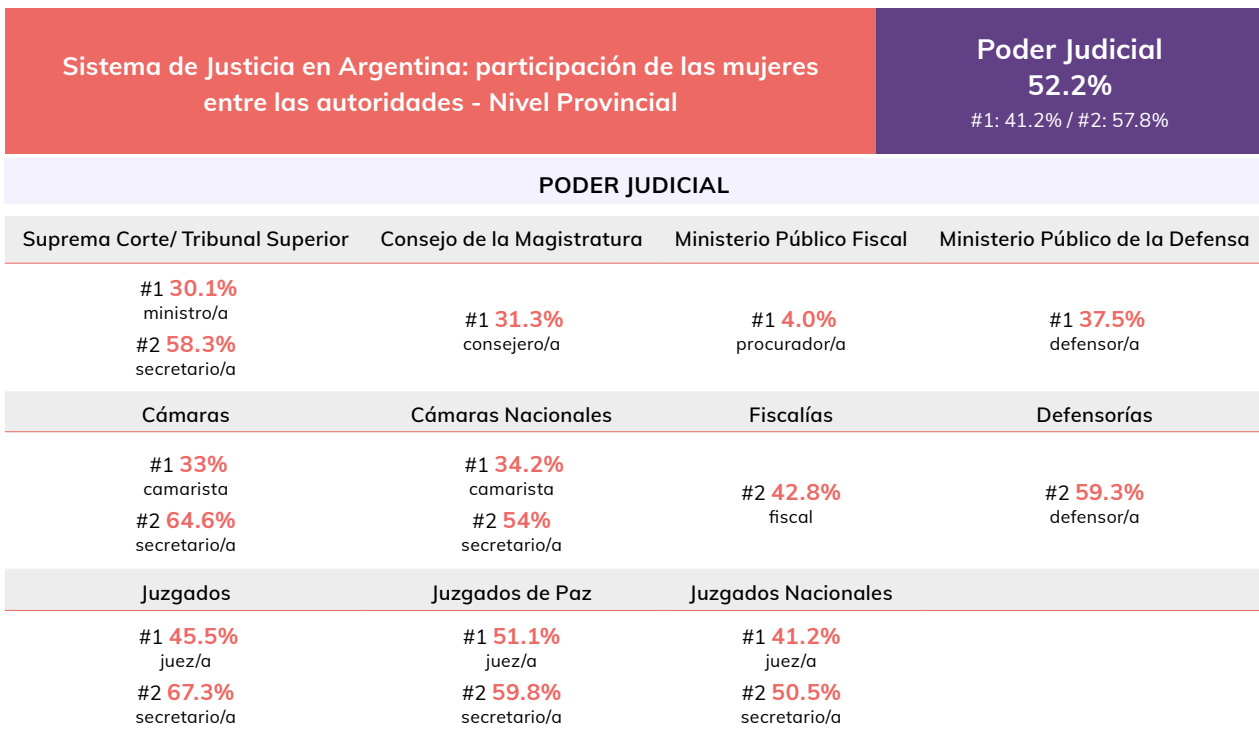 Sistema de Justicia en Argentina: participación de las mujeres
entre las autoridades - Nivel Provincial
Poder Judicial
52.2%
#1: 41.2% / #2: 57.8%
PODER JUDICIAL
Suprema Corte/ Tribunal Superior
Consejo de la Magistratura
Ministerio Público Fiscal
Ministerio Público de la Defensa
#1 30.1%
ministro/a
#2 58.3%
secretario/a
#1 31.3%
consejero/a
#1 4.0%
procurador/a
#1 37.5%
defensor/a
Cámaras
Cámaras Nacionales
Fiscalías
Defensorías
#1 33%
camarista
#2 64.6%
secretario/a
#1 34.2%
camarista
#2 54%
secretario/a
#2 42.8%
fiscal
#2 59.3%
defensor/a
Juzgados
Juzgados de Paz
Juzgados Nacionales
#1 45.5%
juez/a
#2 67.3%
secretario/a
#1 51.1%
juez/a
#2 59.8%
secretario/a
#1 41.2%
juez/a
#2 50.5%
secretario/a